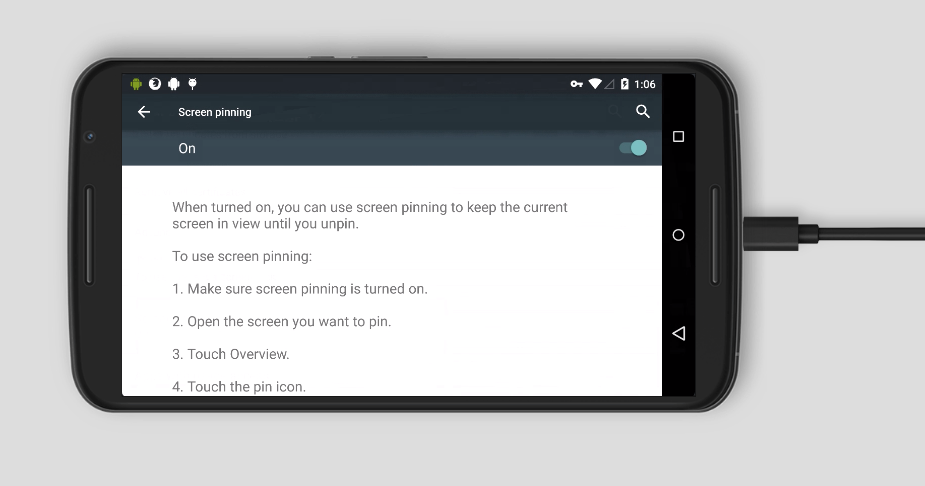 1:06
Screen pinning
On
When turned on, you can use screen pinning to keep the current
screen in view until you unpin.
To use screen pinning:
1. Make sure screen pinning is turned on.
2. Open the screen you want to pin.
3. Touch Overview.
4. Touch the pin icon.